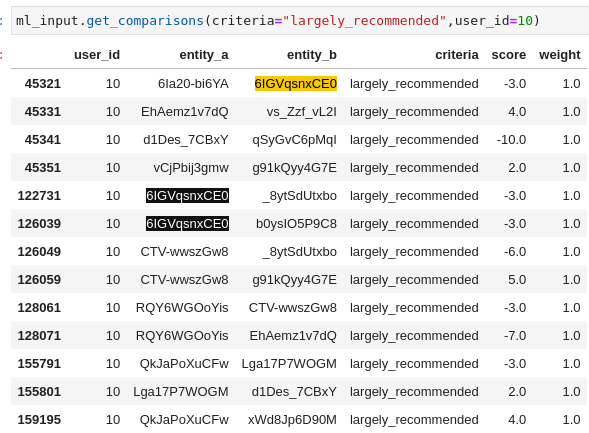 ml_input.get_comparisons(criteria="largely_recommended",user_id=10)
user_id entity_a entity_b criteria score weight
45321 10 6Ia20-bi6YA 6IGVqsnxCE0 largely_recommended -3.0 1.0
45331 10 EhAemz1v7dQ vs_Zzf_vL2I largely_recommended 4.0 1.0
45341 10 d1Des_7CBxY qSyGvC6pMqI largely_recommended -10.0 1.0
45351 10 vCjPbij3gmw g91kQyy4G7E largely_recommended 2.0 1.0
122731 10 6IGVqsnxCE0 _8ytSdUtxbo largely_recommended -3.0 1.0
126039 10 6IGVqsnxCE0 b0ysIO5P9C8 largely_recommended -3.0 1.0
126049 10 CTV-wwszGw8 _8ytSdUtxbo largely_recommended -6.0 1.0
126059 10 CTV-wwszGw8 g91kQyy4G7E largely_recommended 5.0 1.0
128061 10 RQY6WGOoYis CTV-wwszGw8 largely_recommended -3.0 1.0
128071 10 RQY6WGOoYis EhAemz1v7dQ largely_recommended -7.0 1.0
155791 10 QkJaPoXuCFw Lga17P7WOGM largely_recommended -3.0 1.0
155801 10 Lga17P7WOGM d1Des_7CBxY largely_recommended 2.0 1.0
159195 10 QkJaPoXuCFw xWd8Jp6D90M largely_recommended 4.0 1.0